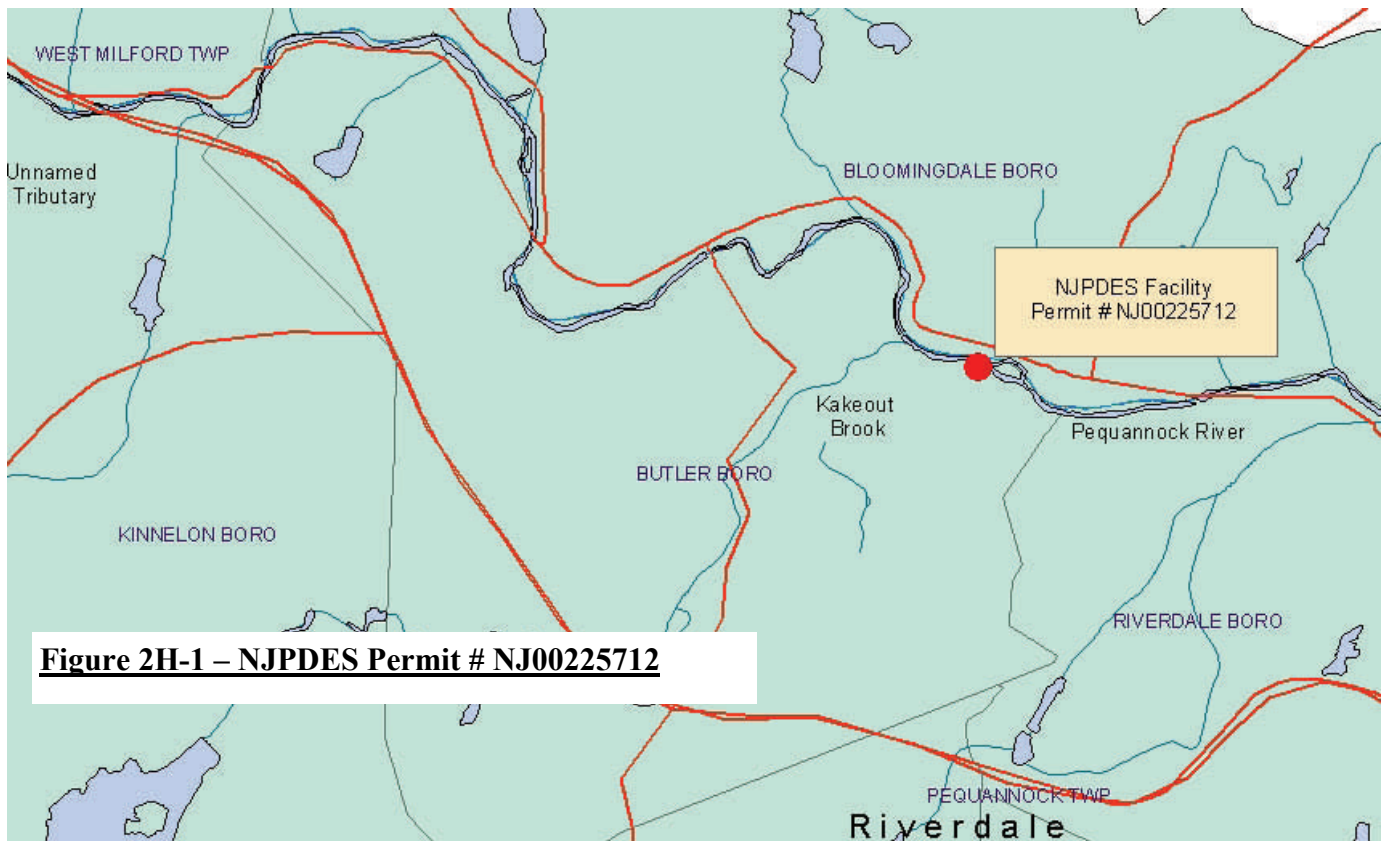 WEST MILFORD TWP
Unnamed
Tributary
BLOOMINGDALE BORO
NJPDES Facility
Permit # NJ00225712
Kakeout
Brook
Pequannock River
BUTLER BORO
KINNELON BORO
RIVERDALE BORO
Figure 2H-1 – NJPDES Permit # NJ00225712
PEQUANNOCK TWP
Riverdale